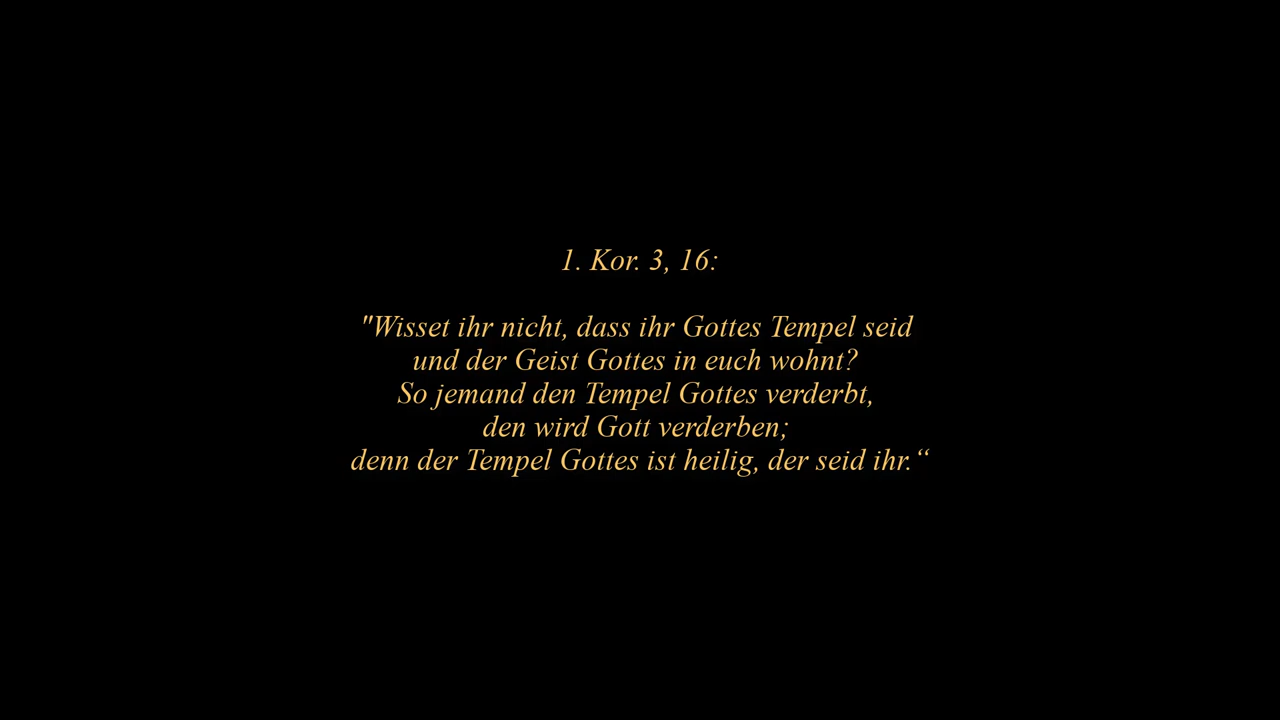 1. Kor. 3, 16:
"Wisset ihr nicht, dass ihr Gottes Tempel seid
und der Geist Gottes in euch wohnt?
So jemand den Tempel Gottes verderbt,
den wird Gott verderben;
denn der Tempel Gottes ist heilig, der seid ihr.“